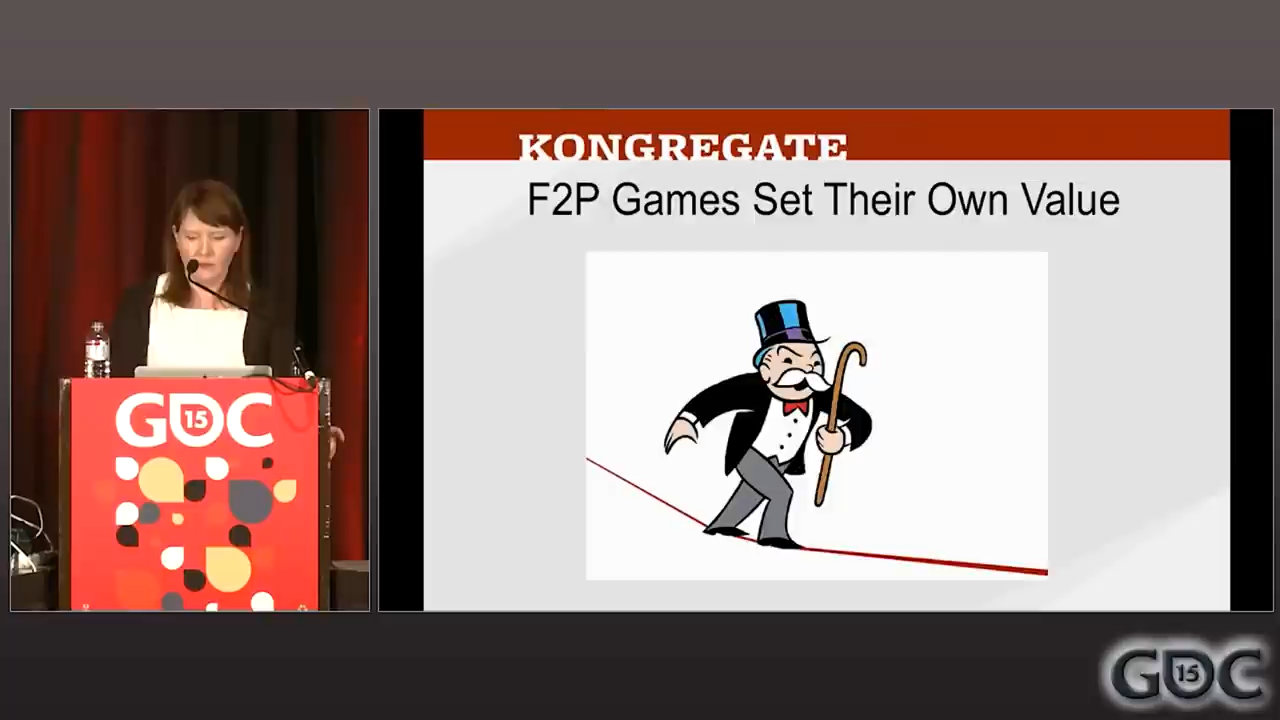 KONGREGATE
F2P Games Set Their Own Value
GDC
15
GDC
15